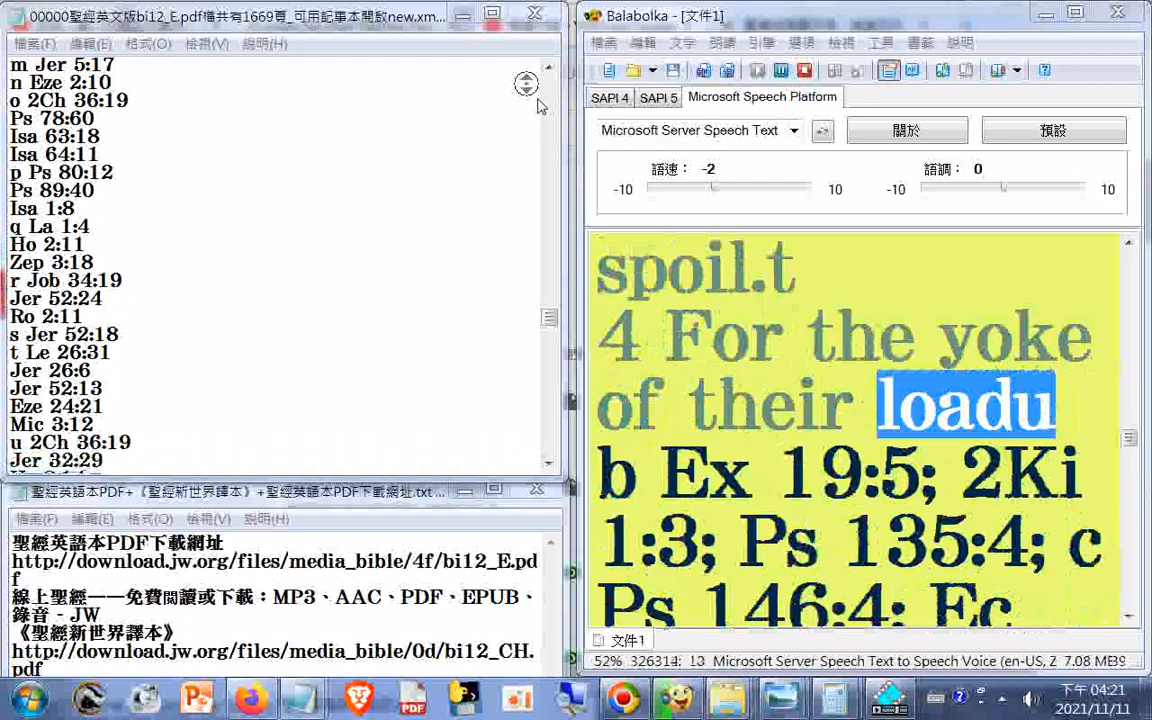 00000聖經英文版bi12_E.pdf檔共有1669頁_可用記事本開啟new.xm...
檔案(F) 編輯(E) 格式(O) 檢視(V) 說明(H)
m Jer 5:17
n Eze 2:10
o 2Ch 36:19
Ps 78:60
Isa 63:18
Isa 64:11
p Ps 80:12
Ps 89:40
Isa 1:8
q La 1:4
Ho 2:11
Zep 3:18
r Job 34:19
Jer 52:24
Ro 2:11
s Jer 52:18
t Le 26:31
Jer 26:6
Jer 52:13
Eze 24:21
Mic 3:12
u 2Ch 36:19
Jer 32:29
聖經英語本PDF+《聖經新世界譯本》+聖經英語本PDF下載網址.txt ...
檔案(F) 編輯(E) 格式(O) 檢視(V) 說明(H)
聖經英語本PDF下載網址
http://download.jw.org/files/media_bible/4f/bi12_E.pd
f
線上聖經——免費閱讀或下載：MP3、AAC、PDF、EPUB、
錄音 - JW
《聖經新世界譯本》
http://download.jw.org/files/media_bible/0d/bi12_CH.
pdf
Balabolka - [文件1]
檔案 編輯 文字 朗讀 引擎 選項 檢視 工具 書籤 說明
SAPI 4 SAPI 5 Microsoft Speech Platform
Microsoft Server Speech Text 關於 預設
語速： -2 語調： 0
-10 10 -10 10
spoil.t
4 For the yoke
of their loadu
b Ex 19:5; 2Ki
1:3; Ps 135:4; c
Ps 146:4; Ec
文件1
52% 326314: 13 Microsoft Server Speech Text to Speech Voice (en-US, Z 7.08 MB
PDF
下午 04:21
2021/11/11